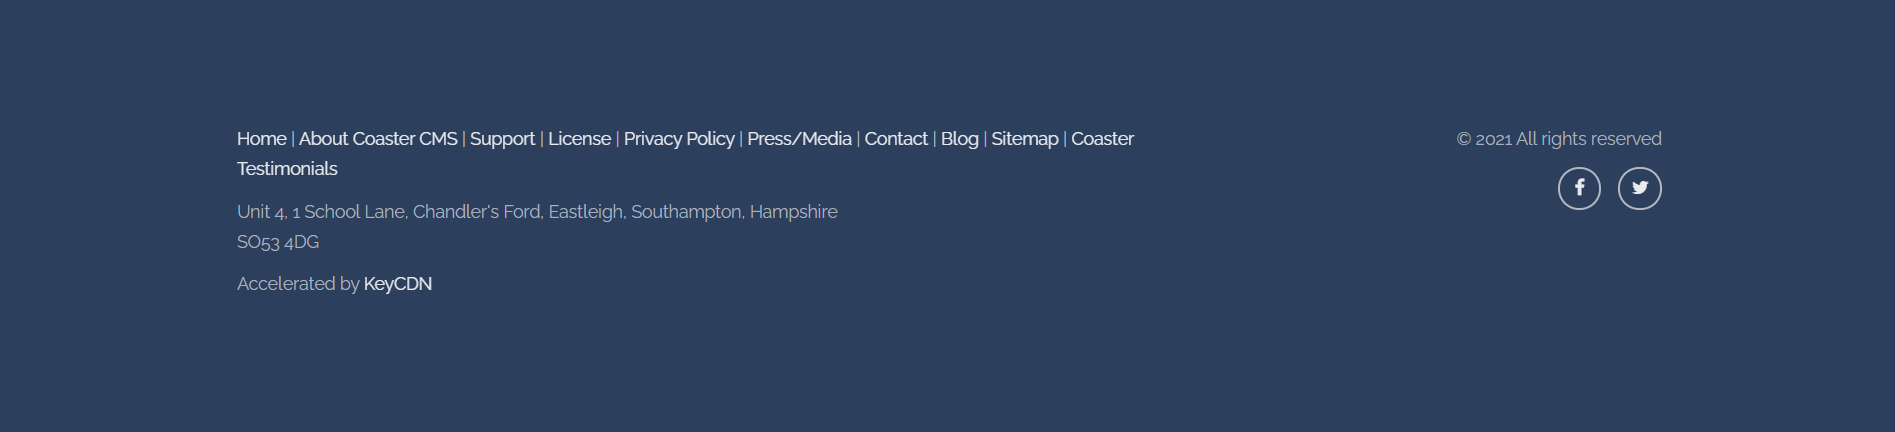 Home | About Coaster CMS | Support | License | Privacy Policy | Press/Media | Contact | Blog | Sitemap | Coaster
Testimonials
Unit 4, 1 School Lane, Chandler's Ford, Eastleigh, Southampton, Hampshire
SO53 4DG
Accelerated by KeyCDN
© 2021 All rights reserved